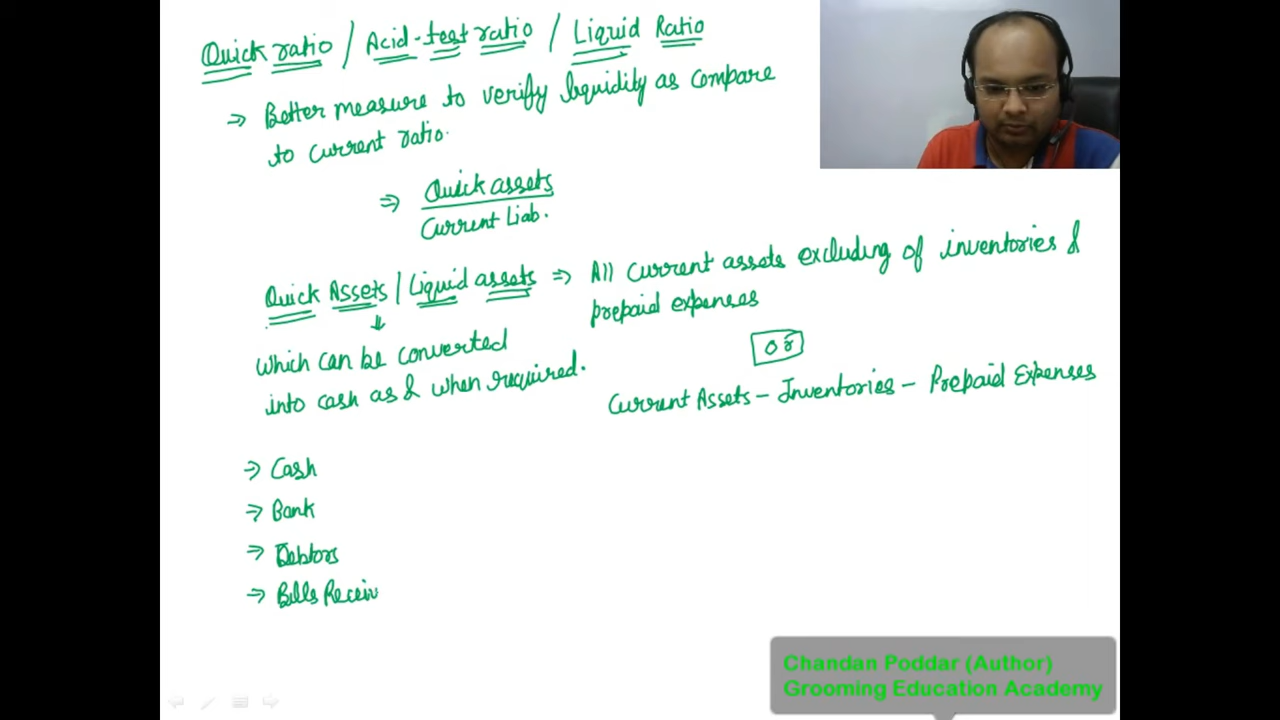 Quick ratio / Acid-test ratio / Liquid Ratio
⇒ Better measure to verify liquidity as compare
to current ratio.
⇒ Quick assets
Current Liab.
Quick Assets / Liquid assets ⇒ All current assets excluding of inventories &
prepaid expenses
Which can be converted
into cash as & when required.
Or
Current Assets – Inventories – Prepaid Expenses
⇒ Cash
⇒ Bank
⇒ Debtors
⇒ Bills Receiv
Chandan Poddar (Author)
Grooming Education Academy